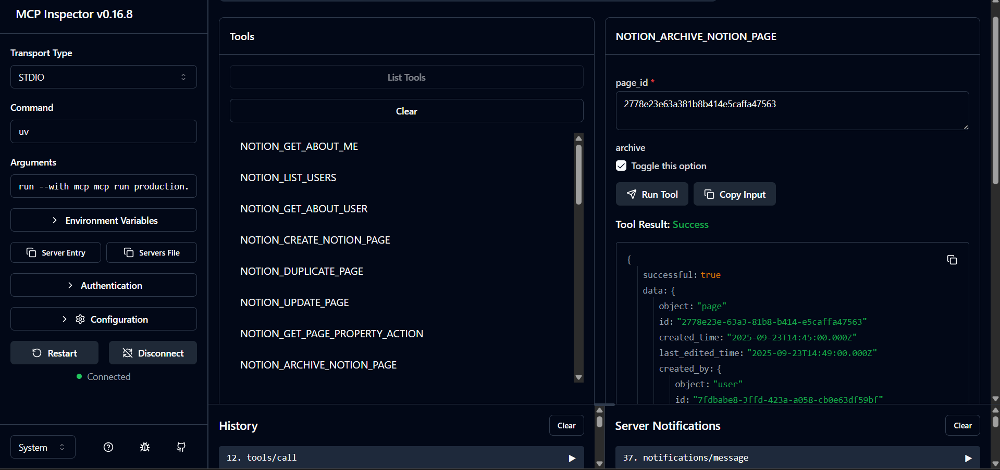 MCP Inspector v0.16.8
Transport Type
STDIO
Command
uv
Arguments
run --with mcp mcp run production.
Environment Variables
Server Entry
Servers File
Authentication
Configuration
Restart
Disconnect
Connected
System
Tools
List Tools
Clear
NOTION_GET_ABOUT_ME
NOTION_LIST_USERS
NOTION_GET_ABOUT_USER
NOTION_CREATE_NOTION_PAGE
NOTION_DUPLICATE_PAGE
NOTION_UPDATE_PAGE
NOTION_GET_PAGE_PROPERTY_ACTION
NOTION_ARCHIVE_NOTION_PAGE
NOTION_ARCHIVE_NOTION_PAGE
page_id *
2778e23e63a381b8b414e5caffa47563
archive
Toggle this option
Run Tool
Copy Input
Tool Result: Success
{
successful: true
data: {
object: "page"
id: "2778e23e-63a3-81b8-b414-e5caffa47563"
created_time: "2025-09-23T14:45:00.000Z"
last_edited_time: "2025-09-23T14:49:00.000Z"
created_by: {
object: "user"
id: "7fdbabe8-3ffd-423a-a058-cb0e63df59bf"
History
Clear
12. tools/call
Server Notifications
Clear
37. notifications/message